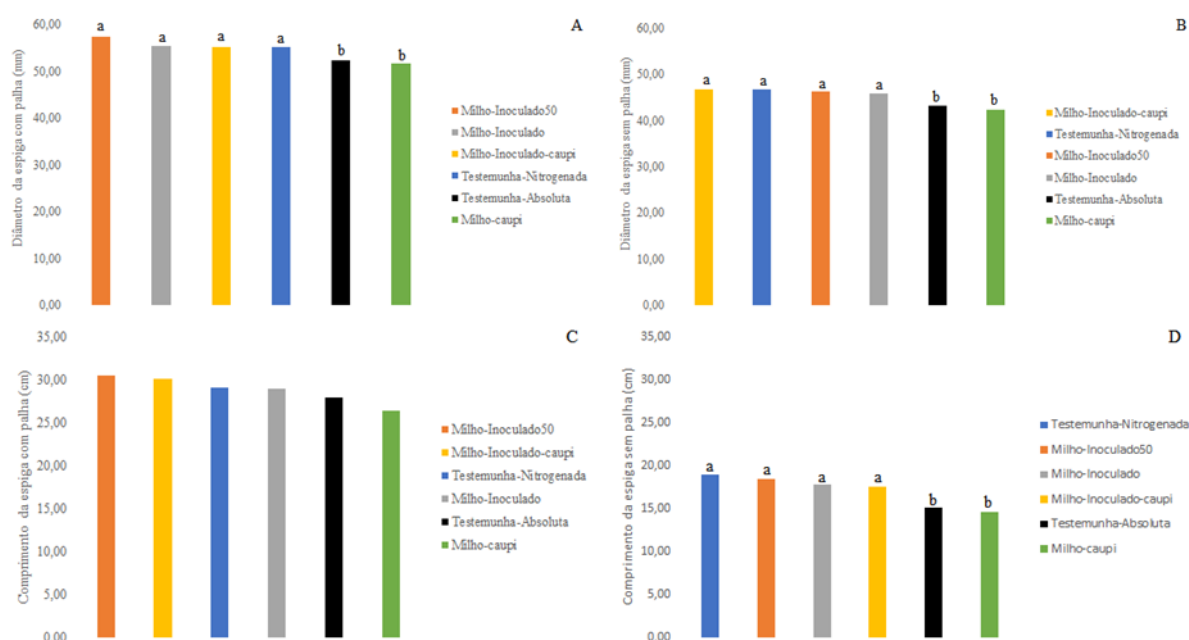 A
Diâmetro da espiga com palha (mm)
60,00
50,00
40,00
30,00
20,00
10,00
0,00
a
a
a
a
b
b
Milho-Inoculado50
Milho-Inoculado
Milho-Inoculado-caupi
Testemunha-Nitrogenada
Testemunha-Absoluta
Milho-caupi
B
Diâmetro da espiga sem palha (mm)
60,00
50,00
40,00
30,00
20,00
10,00
0,00
a
a
a
a
b
b
Milho-Inoculado-caupi
Testemunha-Nitrogenada
Milho-Inoculado50
Milho-Inoculado
Testemunha-Absoluta
Milho-caupi
C
Comprimento da espiga com palha (cm)
35,00
30,00
25,00
20,00
15,00
10,00
5,00
0,00
Milho-Inoculado50
Milho-Inoculado-caupi
Testemunha-Nitrogenada
Milho-Inoculado
Testemunha-Absoluta
Milho-caupi
D
Comprimento da espiga sem palha (cm)
35,00
30,00
25,00
20,00
15,00
10,00
5,00
0,00
a
a
a
a
b
b
Testemunha-Nitrogenada
Milho-Inoculado50
Milho-Inoculado
Milho-Inoculado-caupi
Testemunha-Absoluta
Milho-caupi